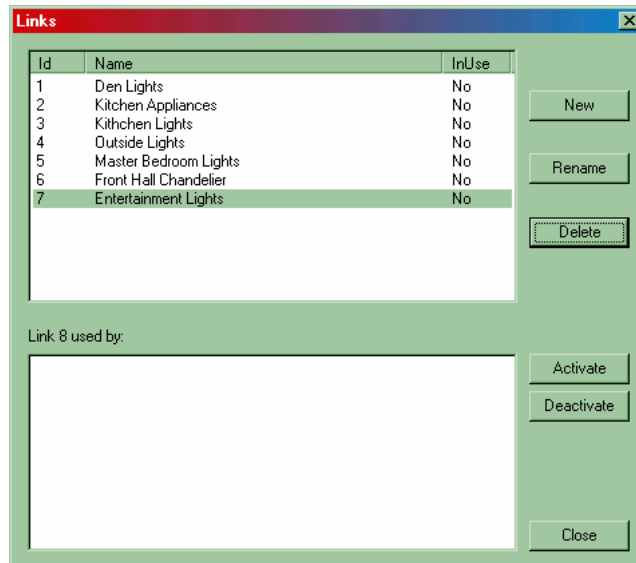 Links
Id Name InUse
1 Den Lights No
2 Kitchen Appliances No
3 Kithchen Lights No
4 Outside Lights No
5 Master Bedroom Lights No
6 Front Hall Chandelier No
7 Entertainment Lights No
New
Rename
Delete
Link 8 used by:
Activate
Deactivate
Close